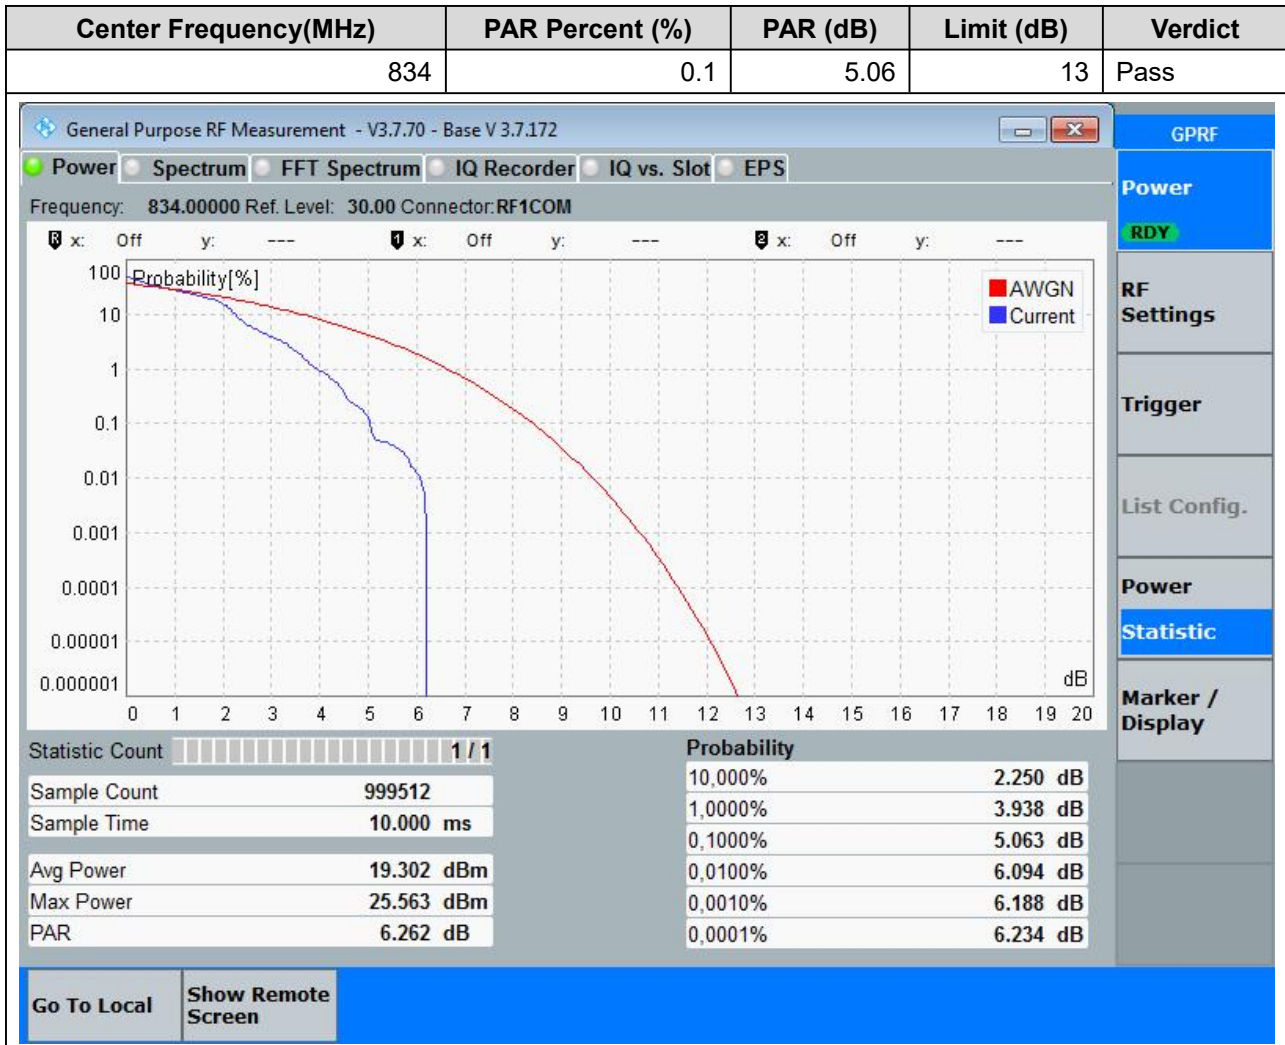 Center Frequency(MHz) PAR Percent (%) PAR (dB) Limit (dB) Verdict
834 0.1 5.06 13 Pass
General Purpose RF Measurement - V3.7.70 - Base V 3.7.172
GPRF
Power Spectrum FFT Spectrum IQ Recorder IQ vs. Slot EPS
Power
RDY
Frequency: 834.00000 Ref. Level: 30.00 Connector:RF1COM
R x: Off y: --- 1 x: Off y: --- 2 x: Off y: ---
Probability[%]
AWGN
Current
100
10
1
0.1
0.01
0.001
0.0001
0.00001
0.000001
dB
0 1 2 3 4 5 6 7 8 9 10 11 12 13 14 15 16 17 18 19 20
RF
Settings
Trigger
List Config.
Power
Statistic
Marker /
Display
Statistic Count 1 / 1
Sample Count 999512
Sample Time 10.000 ms
Avg Power 19.302 dBm
Max Power 25.563 dBm
PAR 6.262 dB
Probability
10,000% 2.250 dB
1,0000% 3.938 dB
0,1000% 5.063 dB
0,0100% 6.094 dB
0,0010% 6.188 dB
0,0001% 6.234 dB
Go To Local
Show Remote
Screen